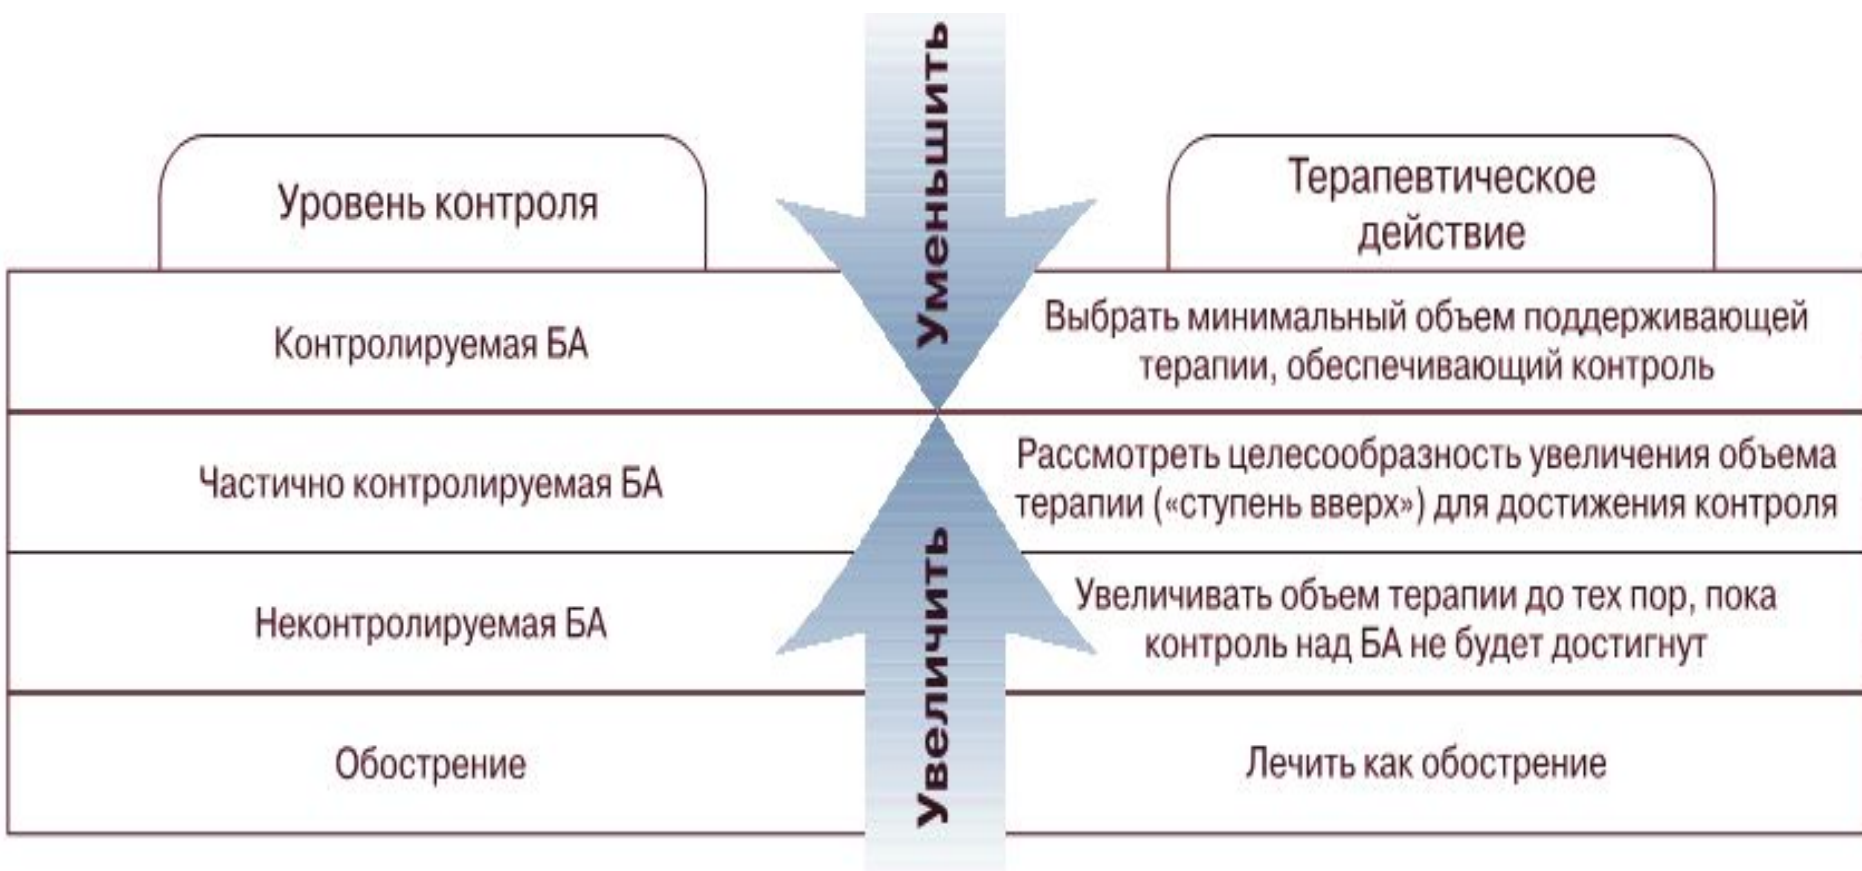 Уменьшить
Уровень контроля
Терапевтическое
действие
Контролируемая БА
Выбрать минимальный объем поддерживающей
терапии, обеспечивающий контроль
Частично контролируемая БА
Рассмотреть целесообразность увеличения объема
терапии («ступень вверх») для достижения контроля
Увеличить
Неконтролируемая БА
Увеличивать объем терапии до тех пор, пока
контроль над БА не будет достигнут
Обострение
Лечить как обострение